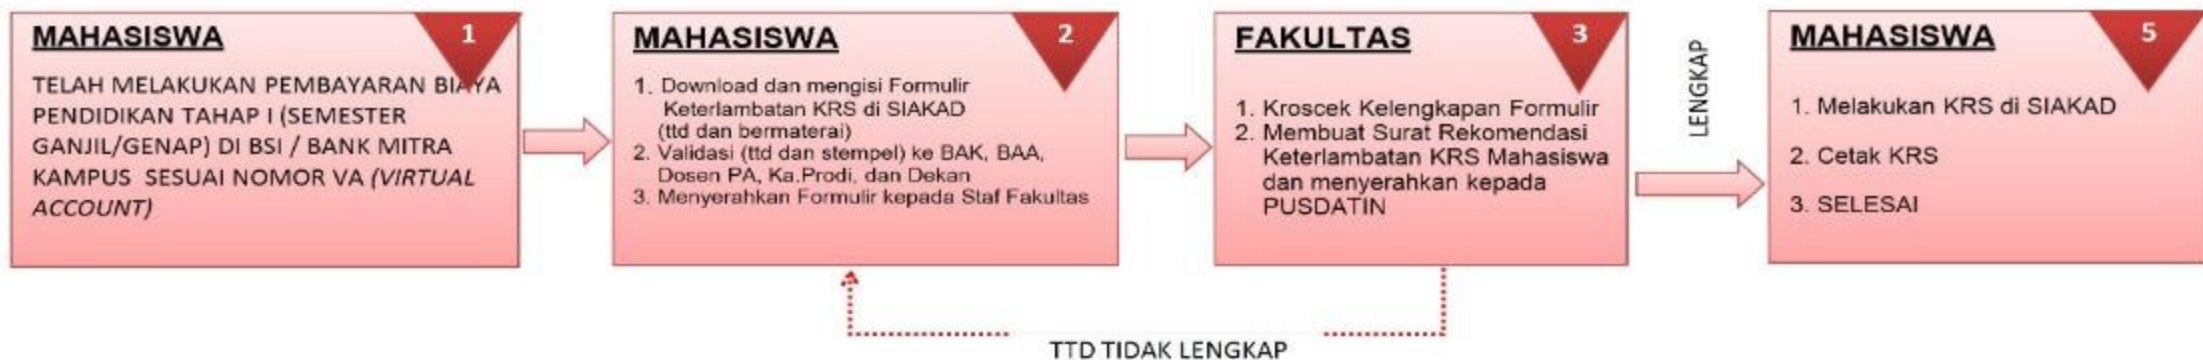 MAHASISWA
1
TELAH MELAKUKAN PEMBAYARAN BIAYA
PENDIDIKAN TAHAP I (SEMESTER
GANJIL/GENAP) DI BSI / BANK MITRA
KAMPUS SESUAI NOMOR VA (VIRTUAL
ACCOUNT)
MAHASISWA
2
1. Download dan mengisi Formulir
Keterlambatan KRS di SIAKAD
(ttd dan bermaterai)
2. Validasi (ttd dan stempel) ke BAK, BAA,
Dosen PA, Ka.Prodi, dan Dekan
3. Menyerahkan Formulir kepada Staf Fakultas
FAKULTAS
3
1. Kroscek Kelengkapan Formulir
2. Membuat Surat Rekomendasi
Keterlambatan KRS Mahasiswa
dan menyerahkan kepada
PUSDATIN
LENGKAP
MAHASISWA
5
1. Melakukan KRS di SIAKAD
2. Cetak KRS
3. SELESAI
TTD TIDAK LENGKAP